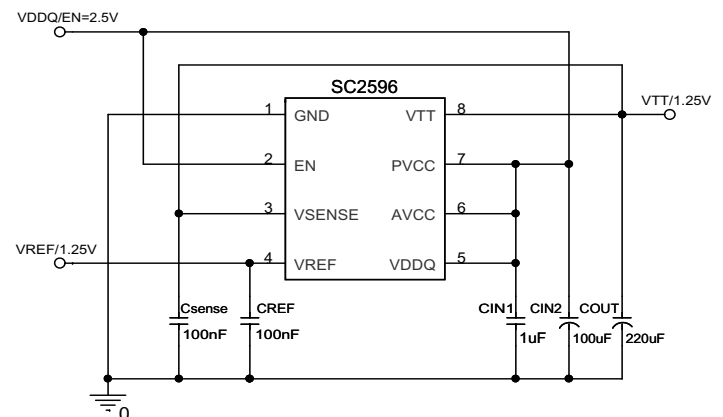 VDDQ/EN=2.5V
SC2596
VTT/1.25V
1 GND VTT 8
2 EN PVCC 7
3 VSENSE AVCC 6
VREF/1.25V
4 VREF VDDQ 5
Csense CREF CIN1 CIN2 COUT
100nF 100nF 1uF 100uF 220uF
0